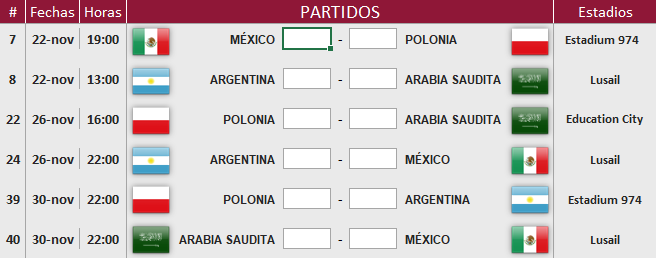 # Fechas Horas PARTIDOS Estadios
7 22-nov 19:00 MÉXICO - POLONIA Estadium 974
8 22-nov 13:00 ARGENTINA - ARABIA SAUDITA Lusail
22 26-nov 16:00 POLONIA - ARABIA SAUDITA Education City
24 26-nov 22:00 ARGENTINA - MÉXICO Lusail
39 30-nov 22:00 POLONIA - ARGENTINA Estadium 974
40 30-nov 22:00 ARABIA SAUDITA - MÉXICO Lusail